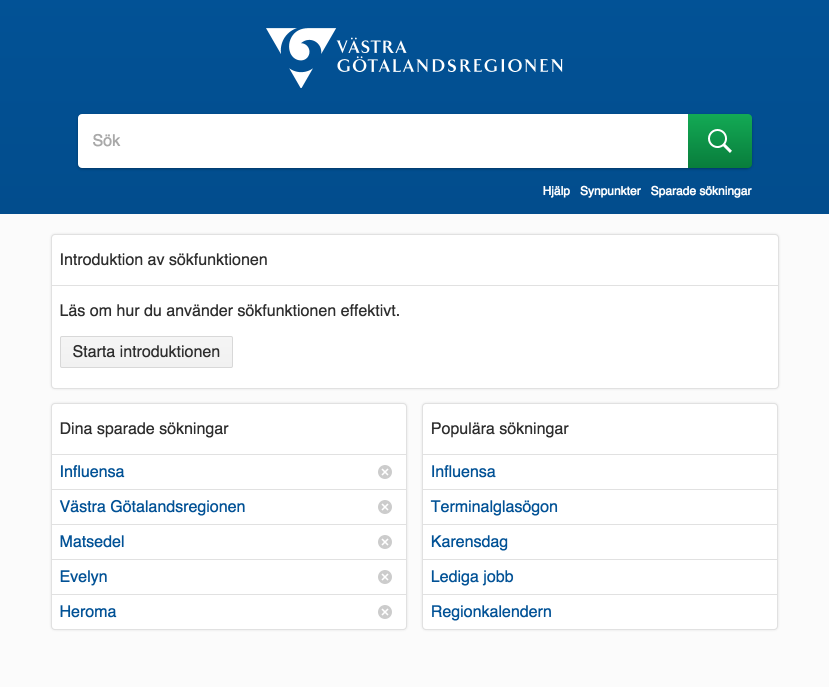 VÄSTRA
GÖTALANDSREGIONEN
Sök
Hjälp Synpunkter Sparade sökningar
Introduktion av sökfunktionen
Läs om hur du använder sökfunktionen effektivt.
Starta introduktionen
Dina sparade sökningar
Influensa
Västra Götalandsregionen
Matsedel
Evelyn
Heroma
Populära sökningar
Influensa
Terminalglasögon
Karensdag
Lediga jobb
Regionkalendern